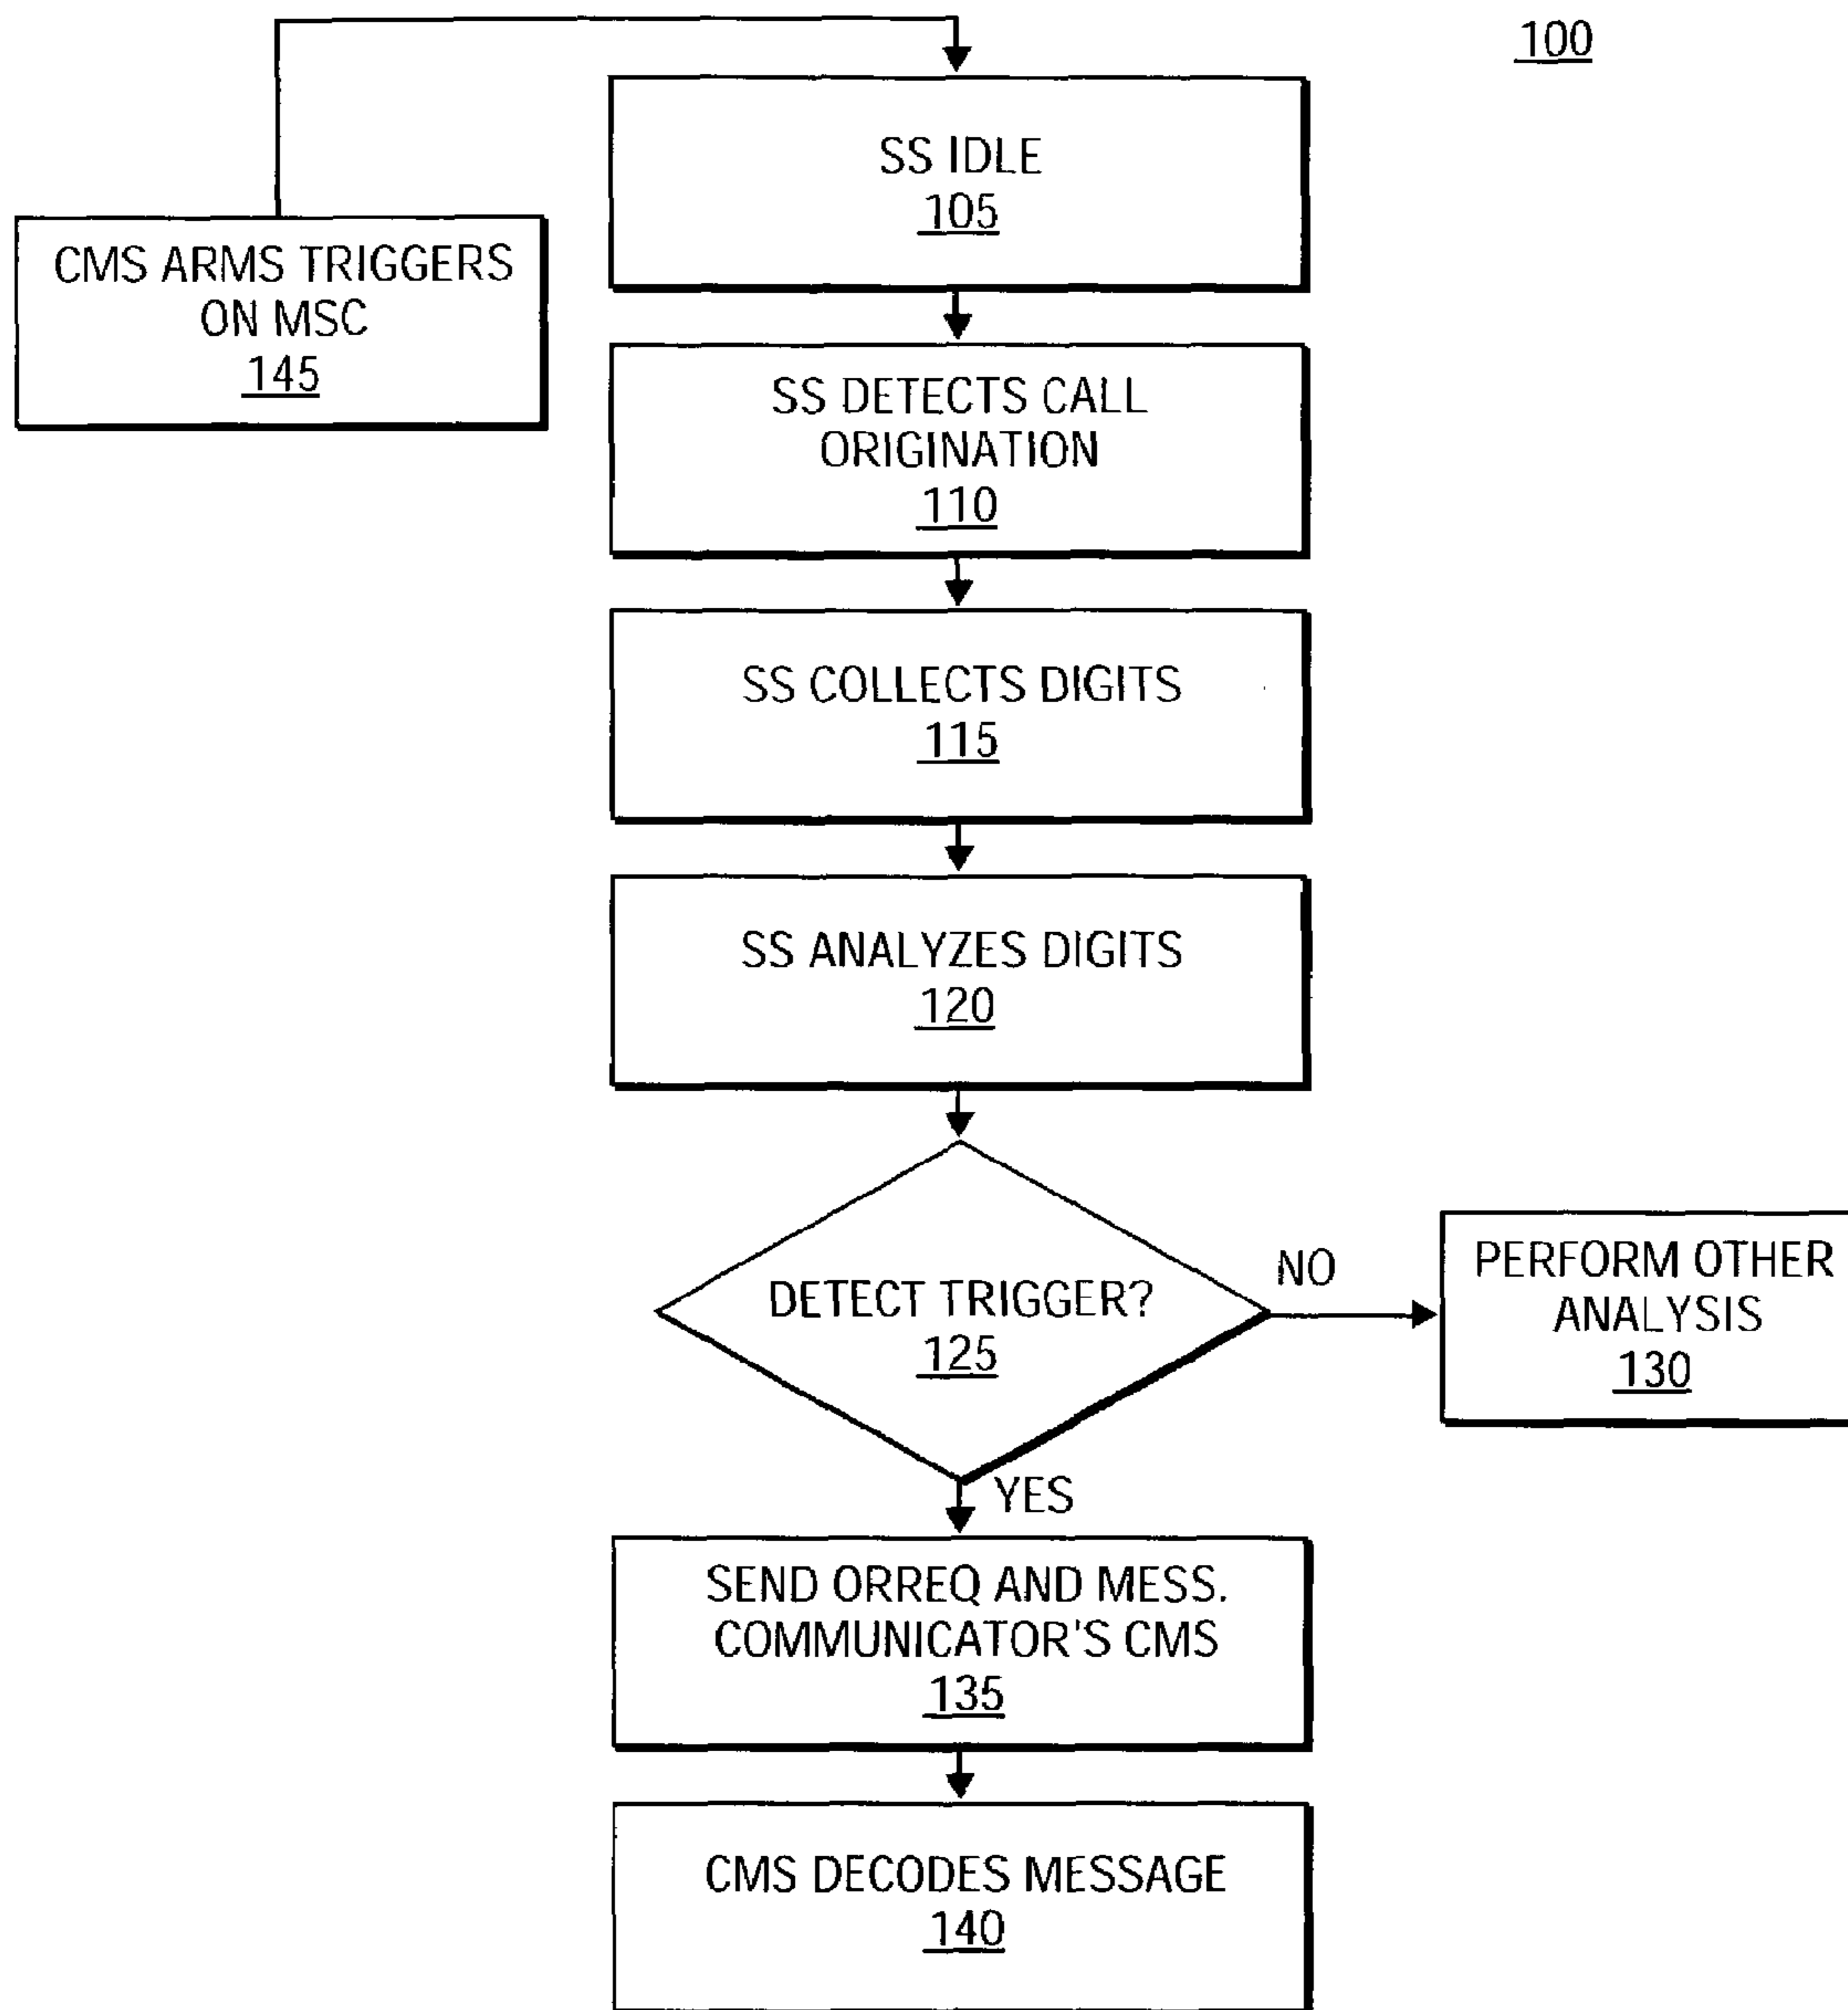 100
SS IDLE
105
CMS ARMS TRIGGERS
ON MSC
145
SS DETECTS CALL
ORIGINATION
110
SS COLLECTS DIGITS
115
SS ANALYZES DIGITS
120
DETECT TRIGGER?
125
NO
PERFORM OTHER
ANALYSIS
130
YES
SEND ORREQ AND MESS.
COMMUNICATOR'S CMS
135
CMS DECODES MESSAGE
140